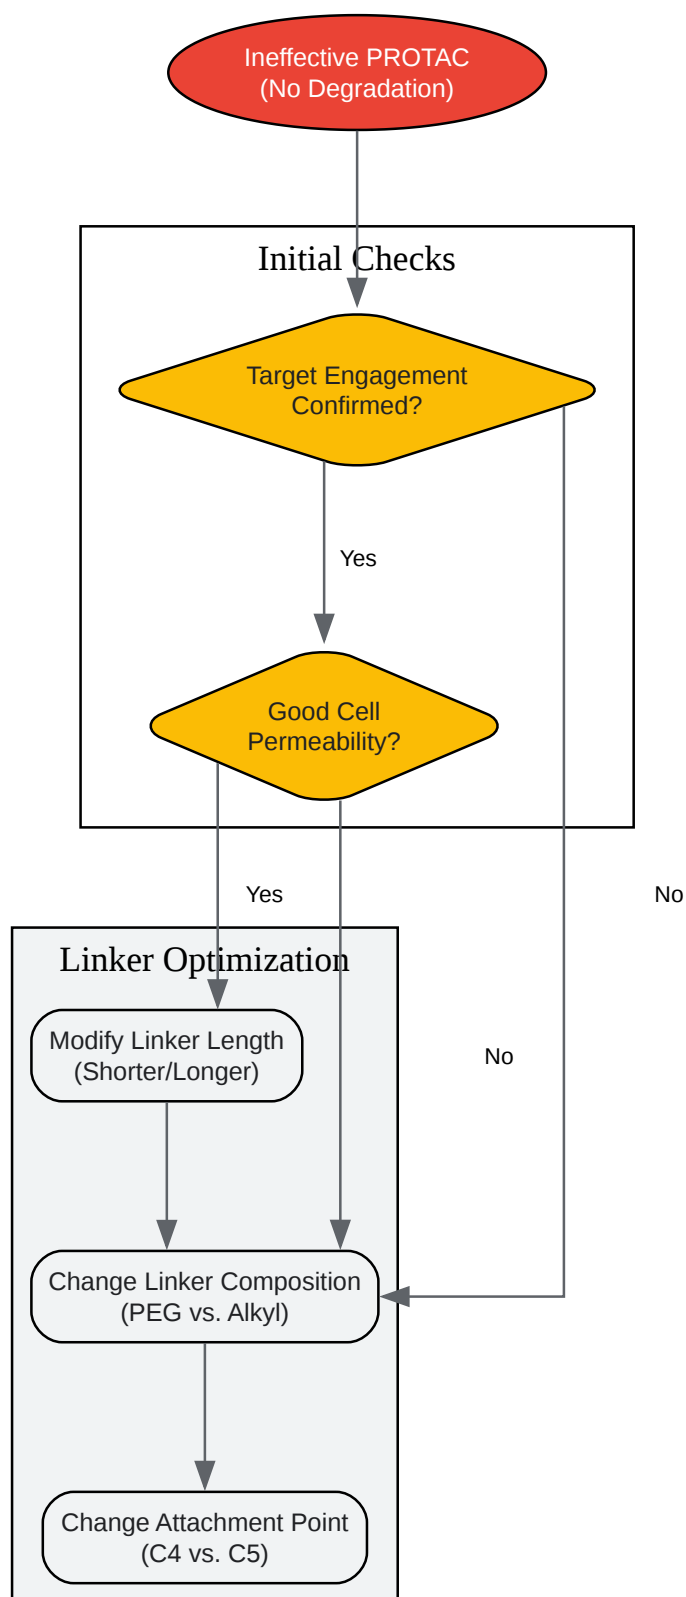 Ineffective PROTAC
(No Degradation)
Initial Checks
Target Engagement
Confirmed?
Yes
Good Cell
Permeability?
Yes
No
Linker Optimization
Modify Linker Length
(Shorter/Longer)
No
Change Linker Composition
(PEG vs. Alkyl)
Change Attachment Point
(C4 vs. C5)